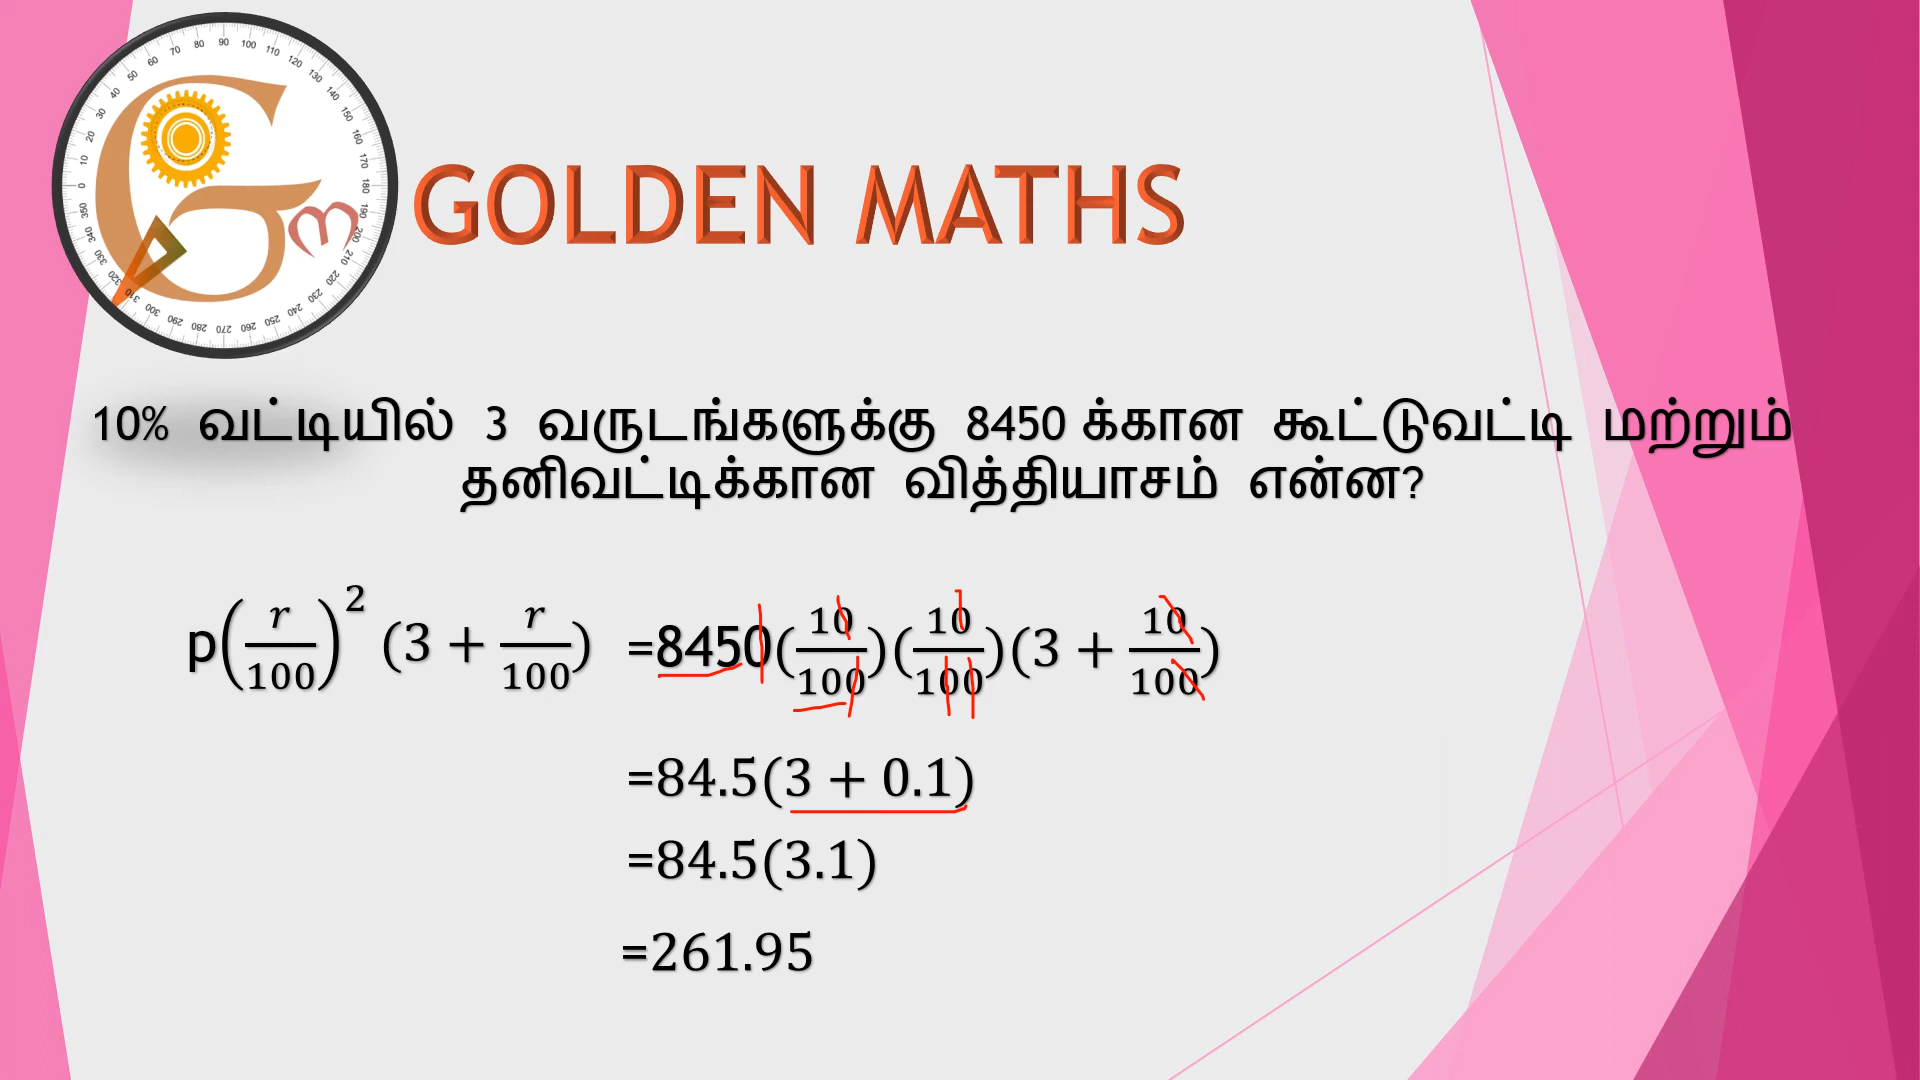 GOLDEN MATHS
10% வட்டியில் 3 வருடங்களுக்கு 8450 க்கான கூட்டுவட்டி மற்றும்
தனிவட்டிக்கான வித்தியாசம் என்ன?
p(r/100)² (3 + r/100) =8450(10/100)(10/100)(3 + 10/100)
=84.5(3 + 0.1)
=84.5(3.1)
=261.95